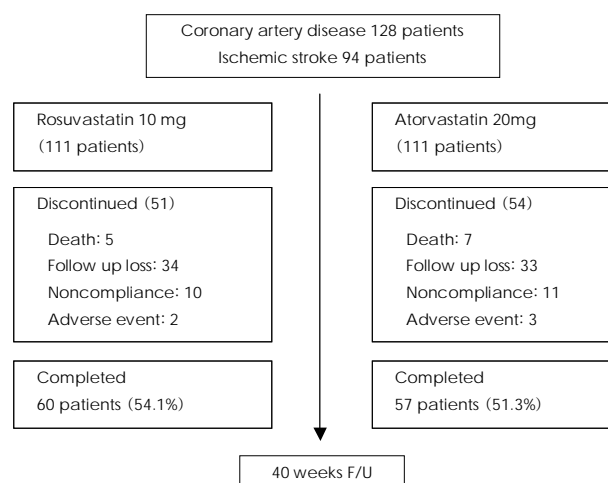 Coronary artery disease 128 patients
Ischemic stroke 94 patients
Rosuvastatin 10 mg
(111 patients)
Discontinued (51)
Death: 5
Follow up loss: 34
Noncompliance: 10
Adverse event: 2
Completed
60 patients (54.1%)
Atorvastatin 20mg
(111 patients)
Discontinued (54)
Death: 7
Follow up loss: 33
Noncompliance: 11
Adverse event: 3
Completed
57 patients (51.3%)
40 weeks F/U